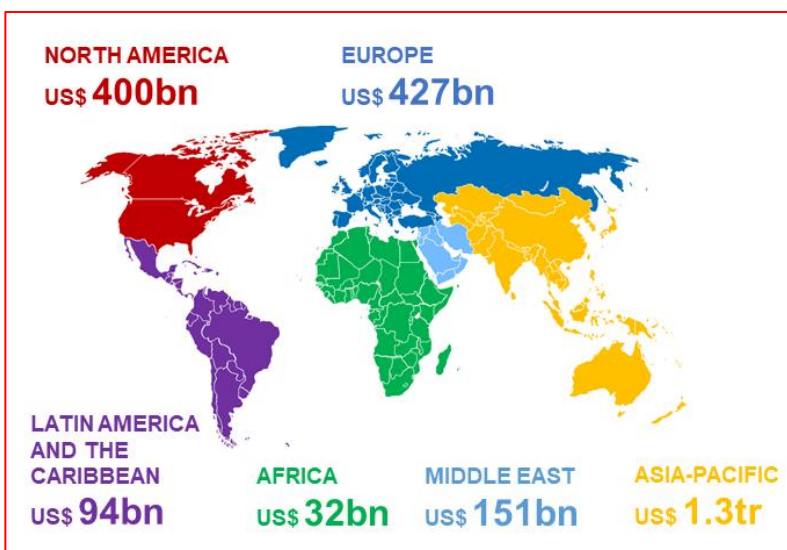 NORTH AMERICA
US$ 400bn
EUROPE
US$ 427bn
LATIN AMERICA
AND THE
CARIBBEAN
US$ 94bn
AFRICA
US$ 32bn
MIDDLE EAST
US$ 151bn
ASIA-PACIFIC
US$ 1.3tr